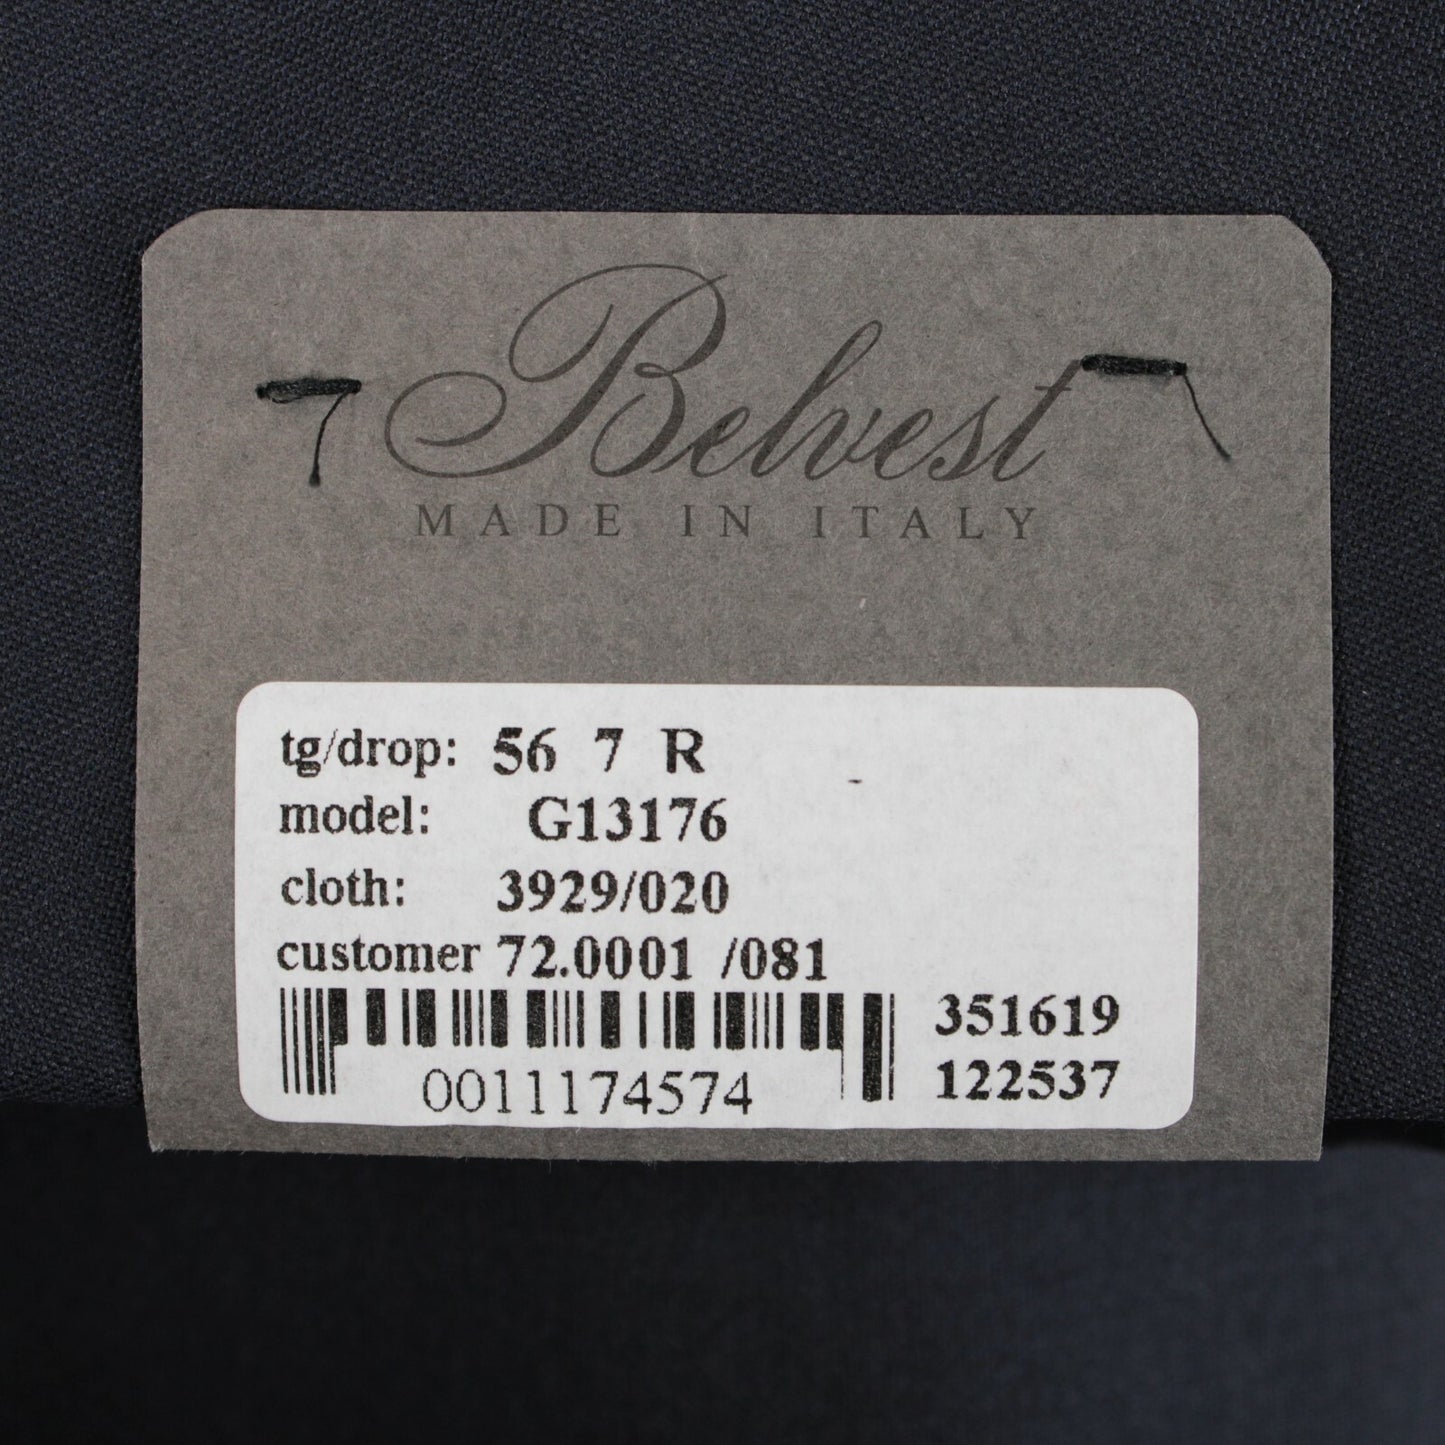 Belvest
MADE IN ITALY
tg/drop: 56 7 R
model: G13176
cloth: 3929/020
customer 72.0001 /081
351619
0011174574
122537